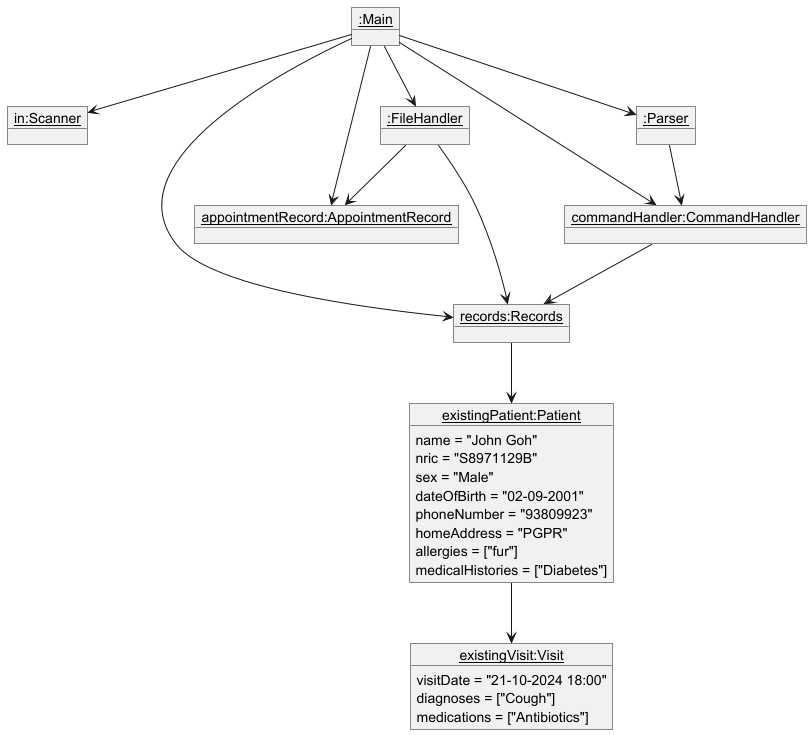 :Main
in:Scanner
:FileHandler
:Parser
appointmentRecord:AppointmentRecord
commandHandler:CommandHandler
records:Records
existingPatient:Patient
name = "John Goh"
nric = "S8971129B"
sex = "Male"
dateOfBirth = "02-09-2001"
phoneNumber = "93809923"
homeAddress = "PGPR"
allergies = ["fur"]
medicalHistories = ["Diabetes"]
existingVisit:Visit
visitDate = "21-10-2024 18:00"
diagnoses = ["Cough"]
medications = ["Antibiotics"]